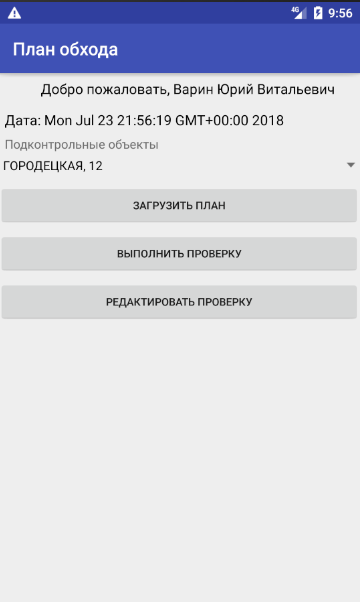 4G 9:56
План обхода
Добро пожаловать, Варин Юрий Витальевич
Дата: Mon Jul 23 21:56:19 GMT+00:00 2018
Подконтрольные объекты
ГОРОДЕЦКАЯ, 12
ЗАГРУЗИТЬ ПЛАН
ВЫПОЛНИТЬ ПРОВЕРКУ
РЕДАКТИРОВАТЬ ПРОВЕРКУ